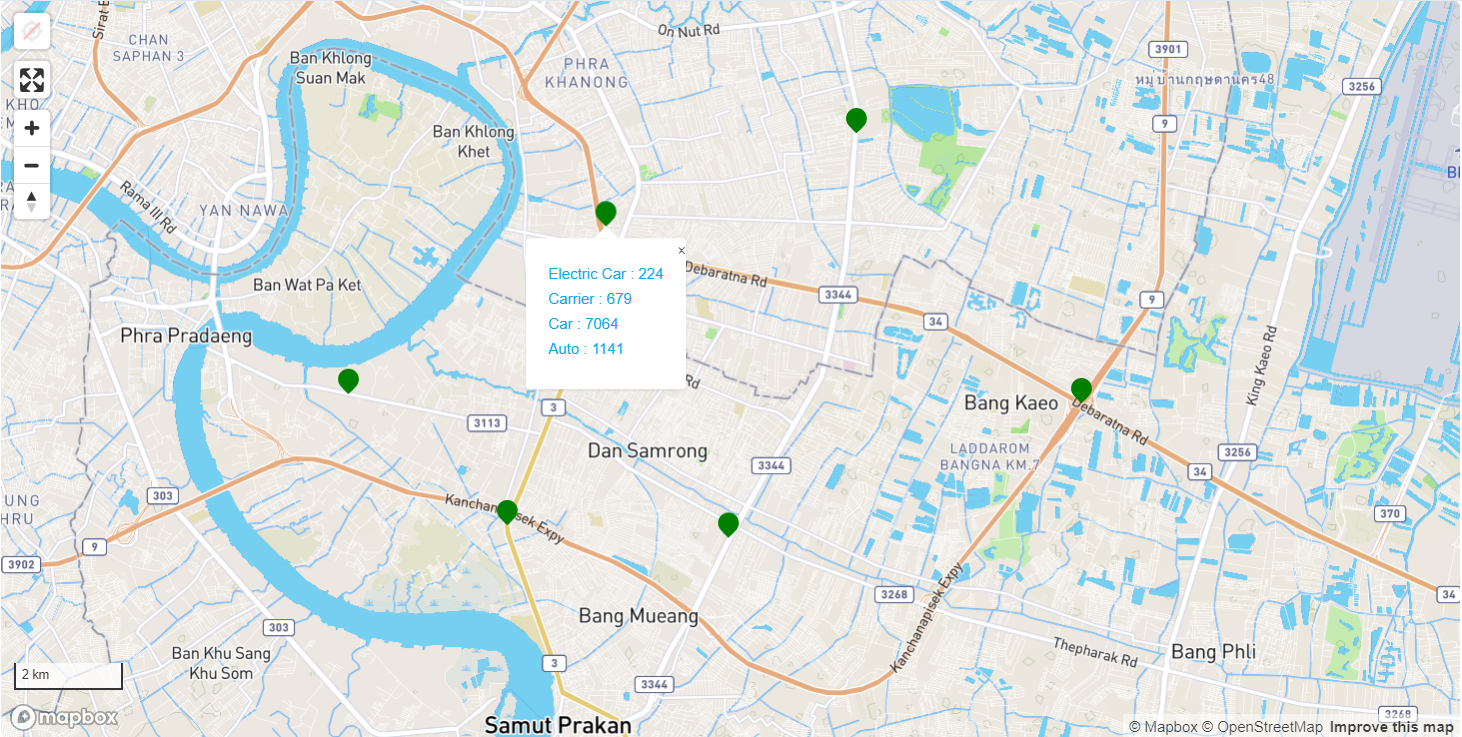 CHAN
SAPHAN 3
On Nut Rd
Ban Khlong
Suan Mak
PHRA
KHANONG
3901
หมู่บ้านกฤษดานคร48
3256
KHO
9
Ban Khlong
Khet
Rama III Rd
YAN NAWA
×
Electric Car : 224
Carrier : 679
Car : 7064
Auto : 1141
Debaratna Rd
Ban Wat Pa Ket
3344
9
34
Phra Pradaeng
King Kaeo Rd
Rd
3
3113
Bang Kaeo
Debaratna Rd
Dan Samrong
LADDAROM
BANGNA KM.7
3256
3344
34
303
UNG
HRU
Kanchanapisek Expy
370
9
3902
3268
34
Kanchanapisek Expy
Bang Mueang
303
Thepharak Rd
Bang Phli
Ban Khu Sang
Khu Som
3
2 km
3344
3268
mapbox
Samut Prakan
© Mapbox © OpenStreetMap Improve this map